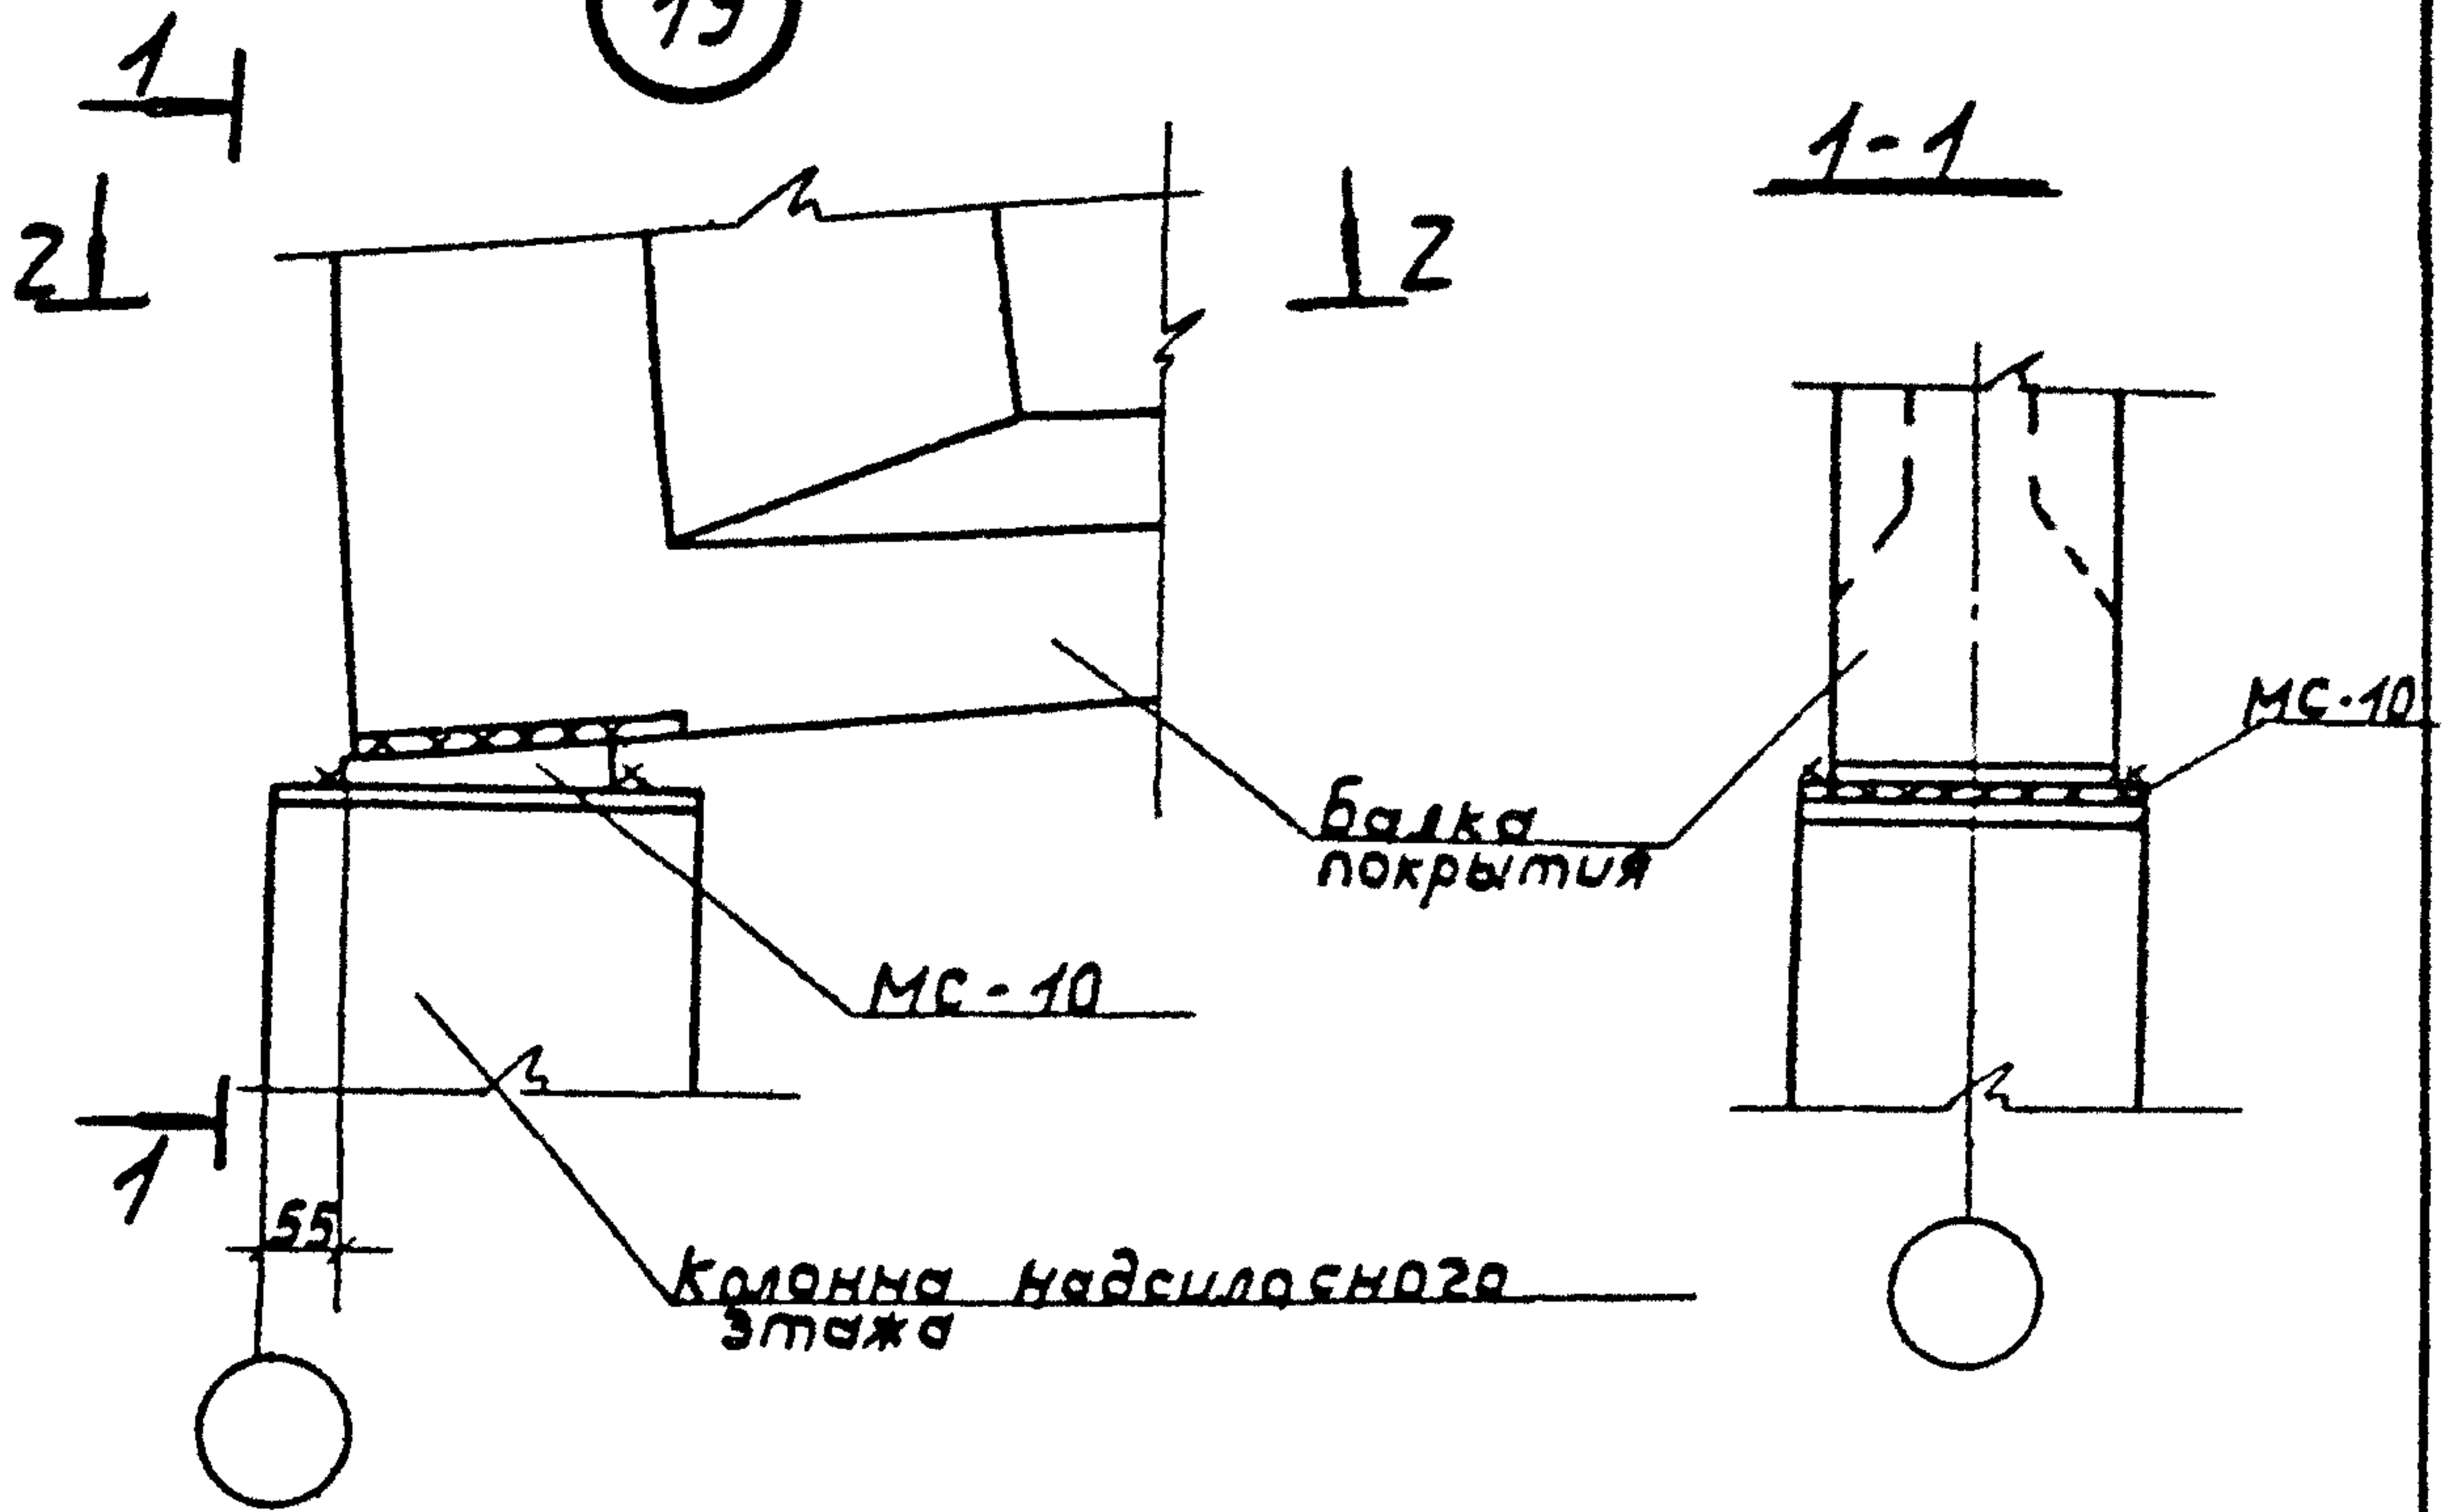 1
1-1
2
2
МС-10
Балка
покрытия
МС-10
1
55
Колонна надсилосного
этажа